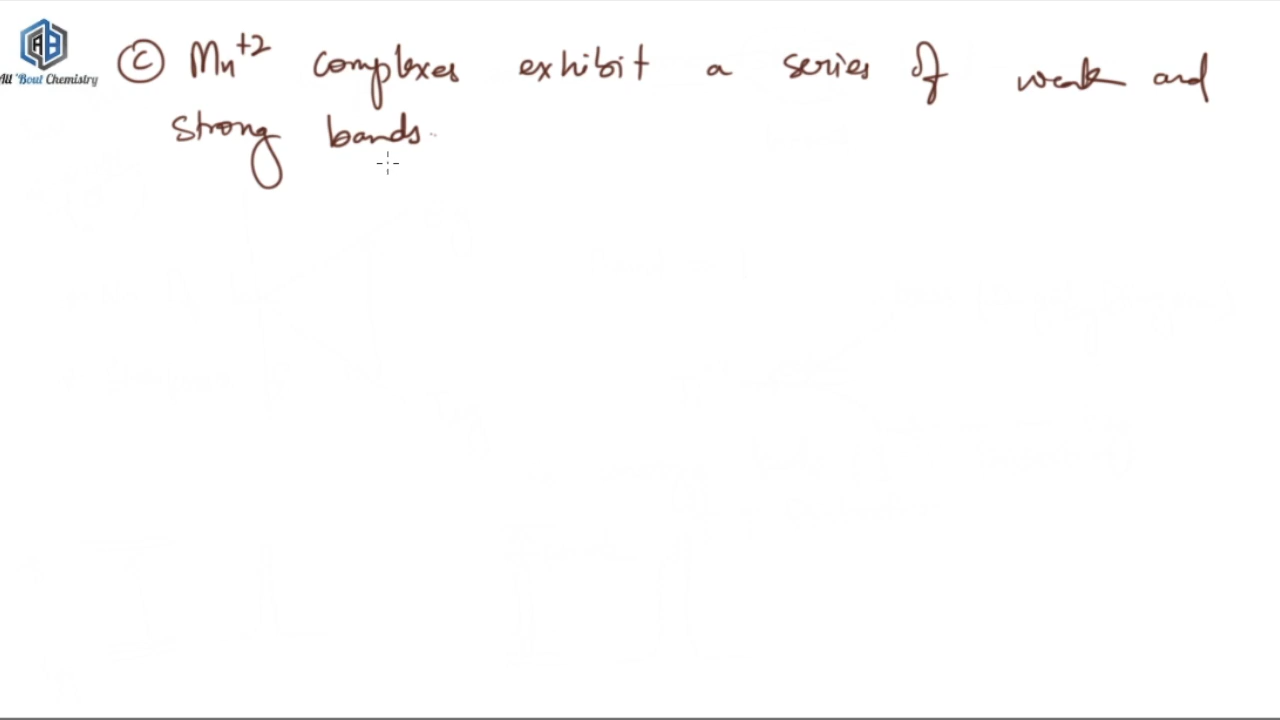 All 'Bout Chemistry
© Mn+2 complexes exhibit a series of weak and
strong bands.